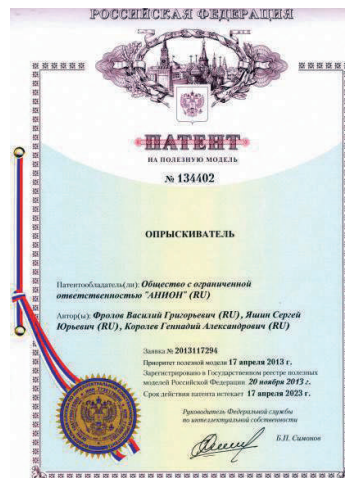 РОССИЙСКАЯ ФЕДЕРАЦИЯ
ПАТЕНТ
НА ПОЛЕЗНУЮ МОДЕЛЬ
№ 134402
ОПРЫСКИВАТЕЛЬ
Патентообладатель(ли): Общество с ограниченной
ответственностью "АНИОН" (RU)
Автор(ы): Фролов Василий Григорьевич (RU), Яшин Сергей
Юрьевич (RU), Королев Геннадий Александрович (RU)
Заявка № 2013117294
Приоритет полезной модели 17 апреля 2013 г.
Зарегистрировано в Государственном реестре полезных
моделей Российской Федерации 20 ноября 2013 г.
Срок действия патента истекает 17 апреля 2023 г.
Руководитель Федеральной службы
по интеллектуальной собственности
Б.П. Симонов